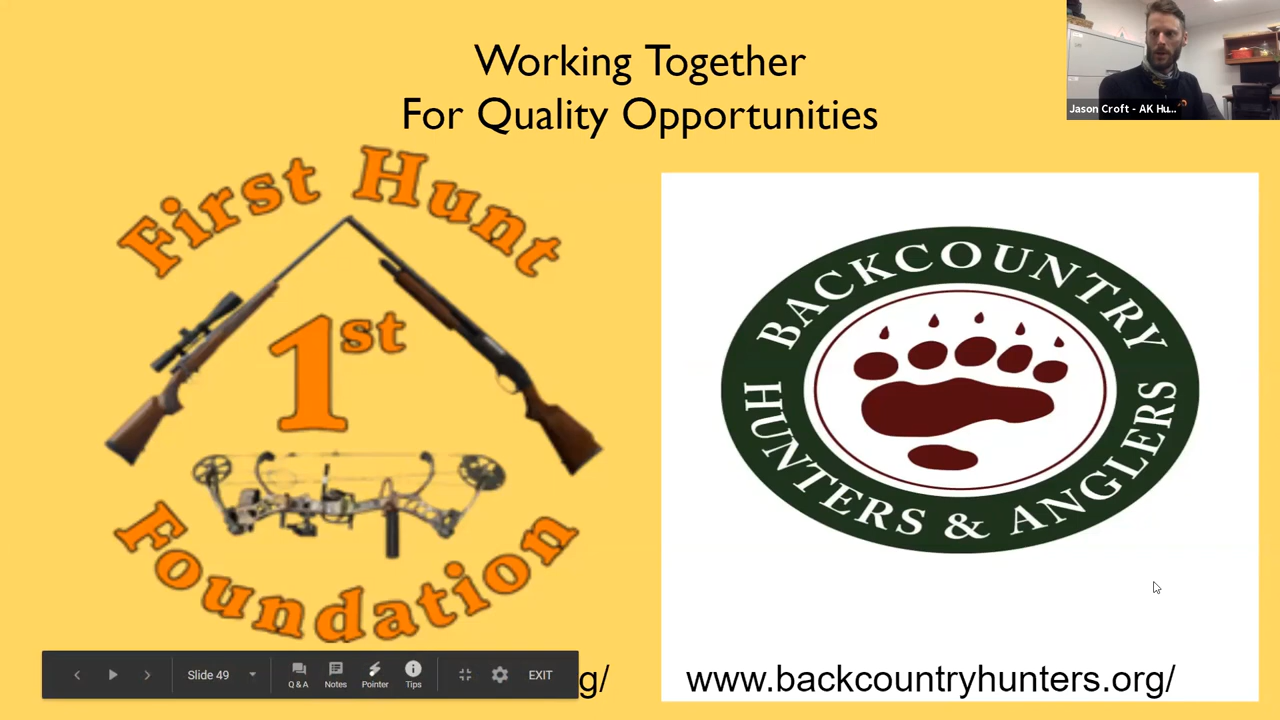 Working Together
For Quality Opportunities
Jason Croft - AK Hu...
First Hunt
1st
Foundation
BACKCOUNTRY
HUNTERS & ANGLERS
Slide 49
Q & A
Notes
Pointer
Tips
EXIT
g/
www.backcountryhunters.org/